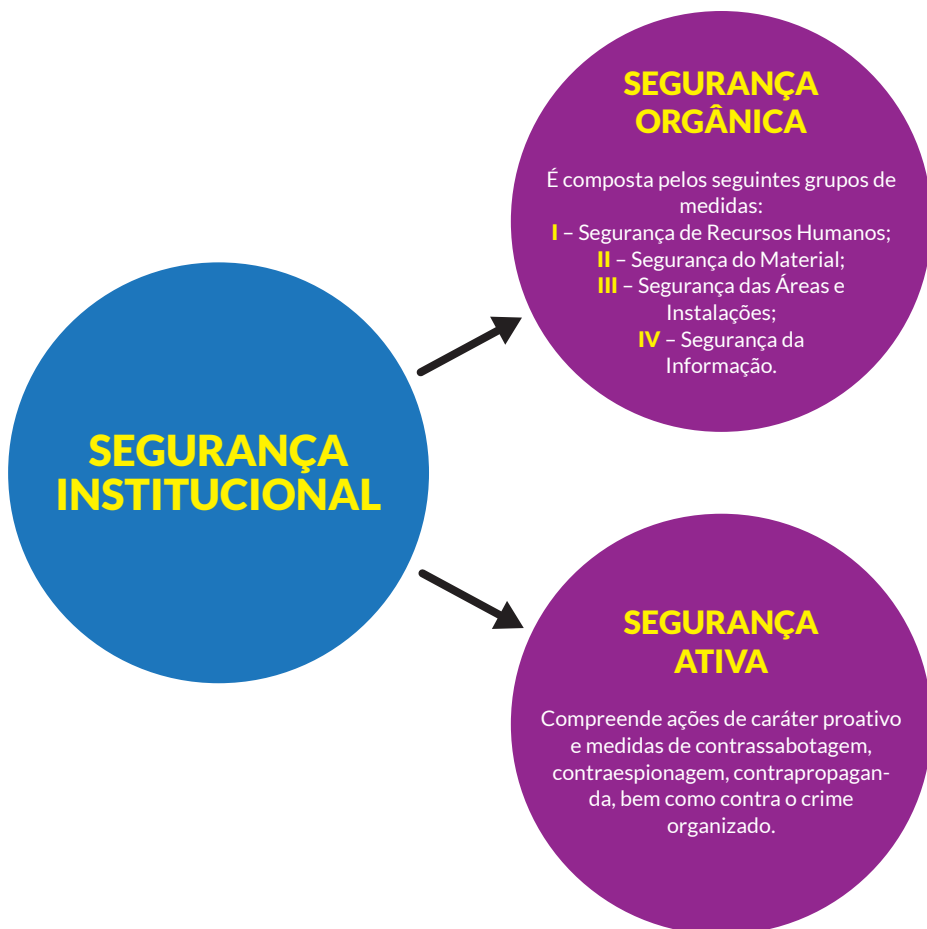 SEGURANÇA
INSTITUCIONAL
SEGURANÇA
ORGÂNICA
É composta pelos seguintes grupos de
medidas:
I – Segurança de Recursos Humanos;
II – Segurança do Material;
III – Segurança das Áreas e
Instalações;
IV – Segurança da
Informação.
SEGURANÇA
ATIVA
Compreende ações de caráter proativo
e medidas de contrassabotagem,
contraespionagem, contrapropagan-
da, bem como contra o crime
organizado.